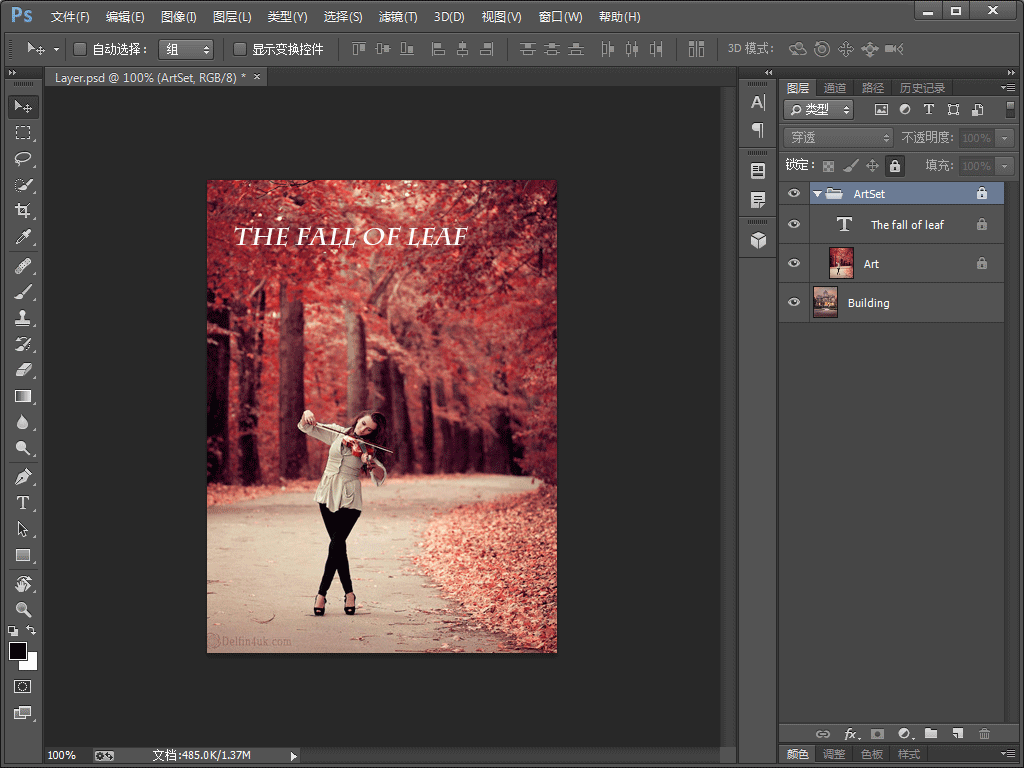 Ps 文件(F) 编辑(E) 图像(I) 图层(L) 类型(Y) 选择(S) 滤镜(T) 3D(D) 视图(V) 窗口(W) 帮助(H)
自动选择： 组 显示变换控件 3D 模式：
Layer.psd @ 100% (ArtSet, RGB/8) * ×
图层 通道 路径 历史记录
类型 T
穿透 不透明度: 100%
锁定: 填充: 100%
ArtSet
T The fall of leaf
Art
Building
THE FALL OF LEAF
Delfin4uk.com
100% 文档:485.0K/1.37M
fx
颜色 调整 色板 样式